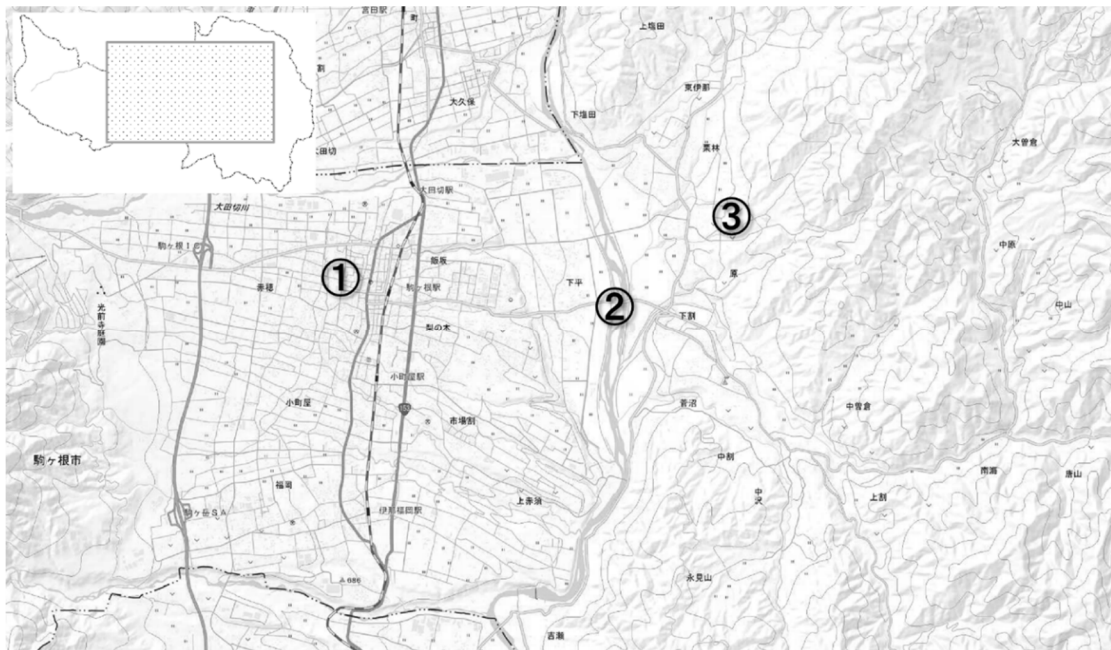 宮田駅
町
上塩田
割
東伊那
大久保
下塩田
大田切
栗林
大曽倉
大田切駅
大田切川
③
駒ヶ根IC
飯坂
中原
①
赤穂
駒ヶ根駅
下平
原
光前寺庭園
②
中山
下割
梨の木
小町屋駅
小町屋
153
菅沼
中曽倉
市場割
駒ヶ根市
中割
南海
唐山
福岡
上赤須
中沢
上割
駒ヶ岳SA
伊那福岡駅
永見山
吉瀬